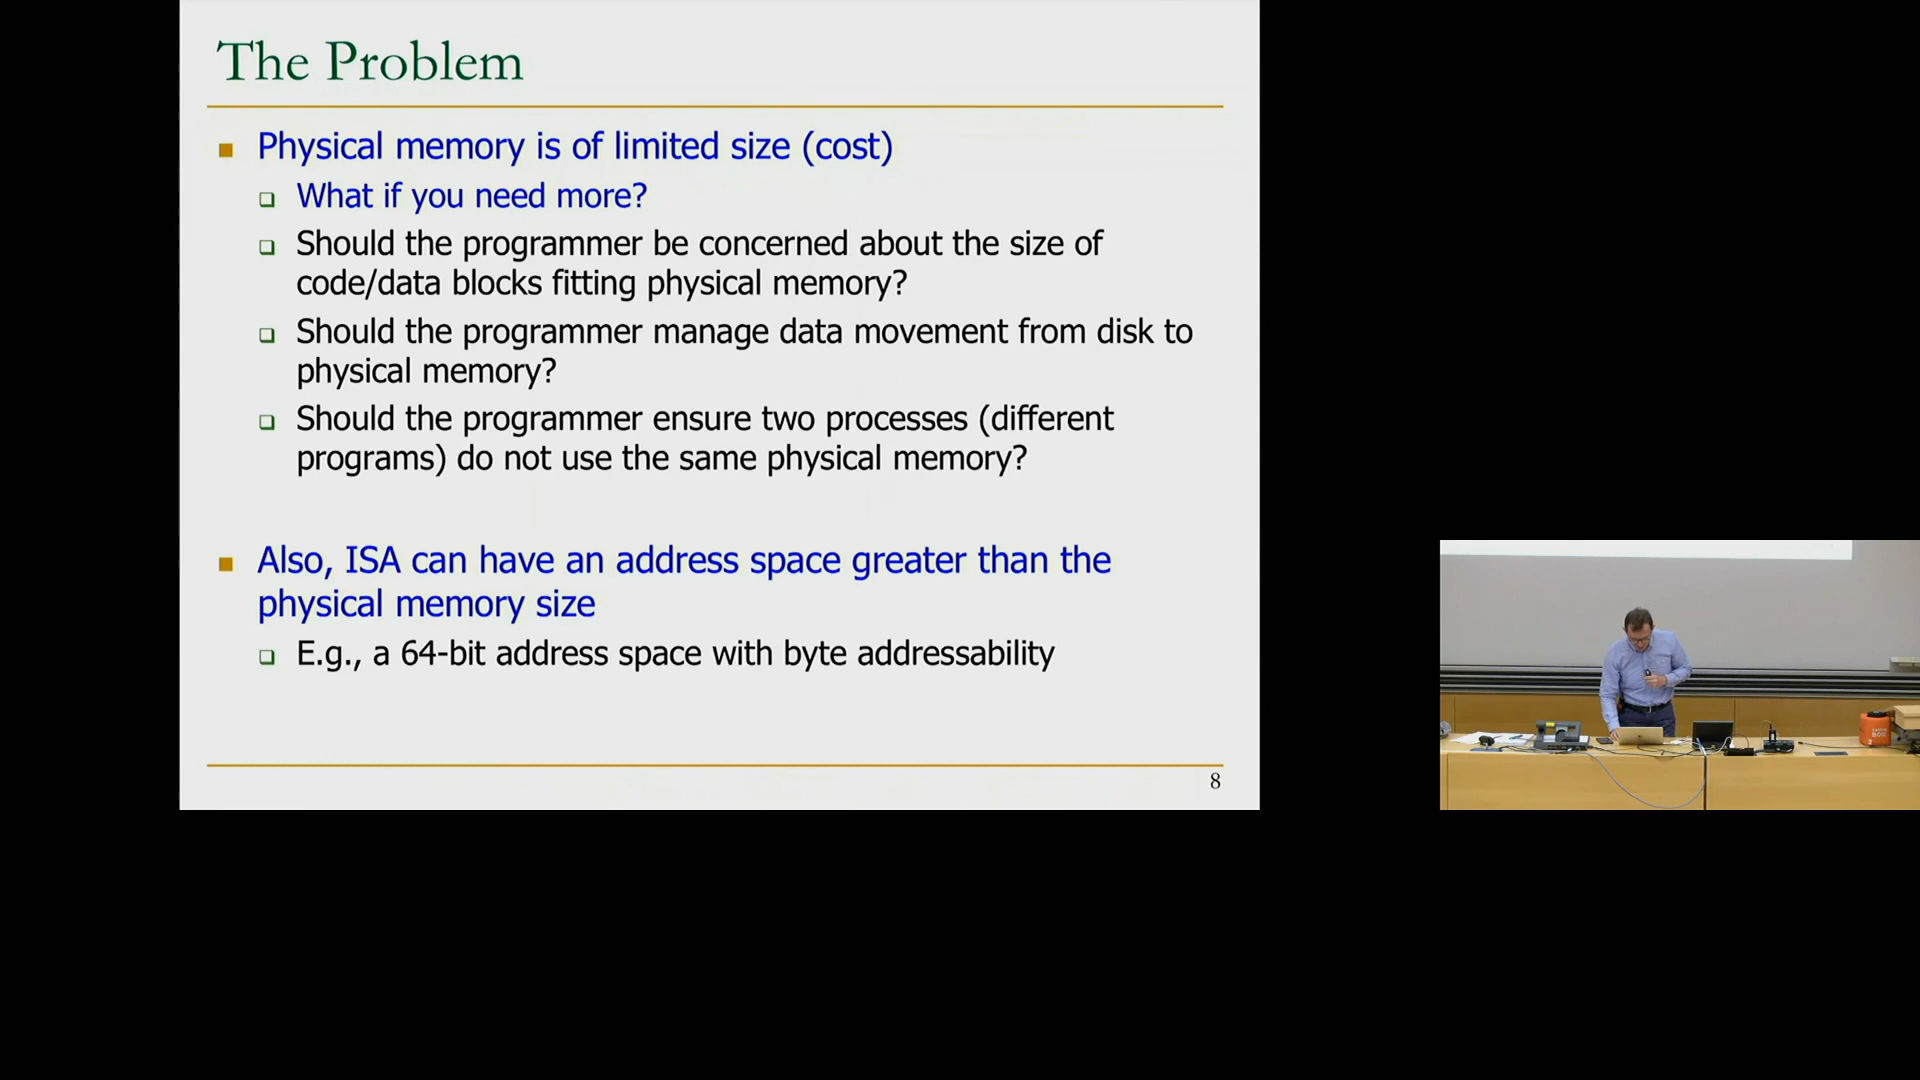 The Problem
Physical memory is of limited size (cost)
What if you need more?
Should the programmer be concerned about the size of
code/data blocks fitting physical memory?
Should the programmer manage data movement from disk to
physical memory?
Should the programmer ensure two processes (different
programs) do not use the same physical memory?
Also, ISA can have an address space greater than the
physical memory size
E.g., a 64-bit address space with byte addressability
8